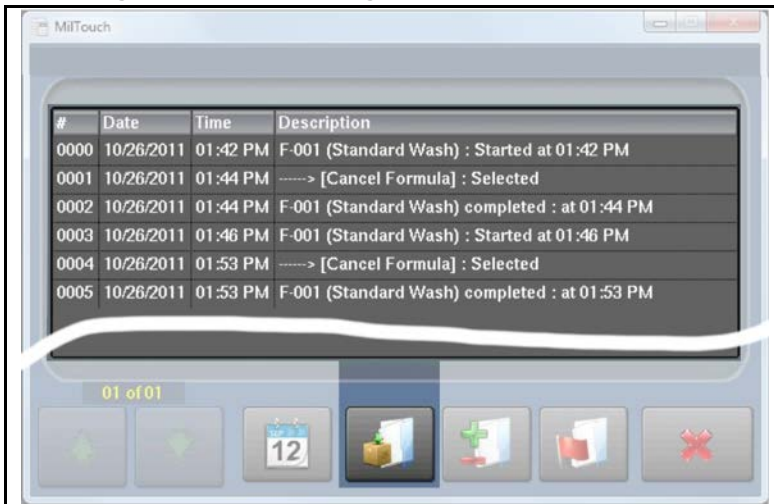 MilTouch
# Date Time Description
0000 10/26/2011 01:42 PM F-001 (Standard Wash) : Started at 01:42 PM
0001 10/26/2011 01:44 PM ------> [Cancel Formula] : Selected
0002 10/26/2011 01:44 PM F-001 (Standard Wash) completed : at 01:44 PM
0003 10/26/2011 01:46 PM F-001 (Standard Wash) : Started at 01:46 PM
0004 10/26/2011 01:53 PM ------> [Cancel Formula] : Selected
0005 10/26/2011 01:53 PM F-001 (Standard Wash) completed : at 01:53 PM
01 of 01
12